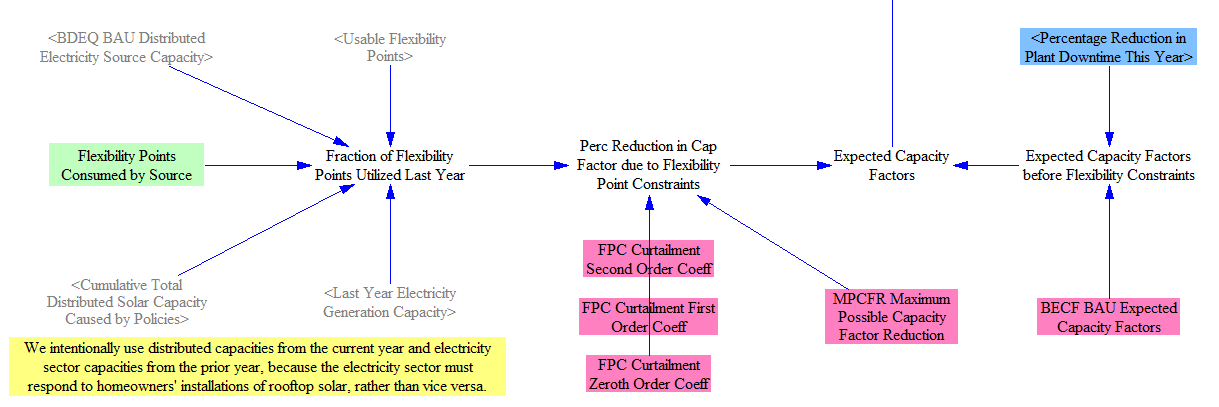 <BDEQ BAU Distributed
Electricity Source Capacity>
<Usable Flexibility
Points>
<Percentage Reduction in
Plant Downtime This Year>
Flexibility Points
Consumed by Source
Fraction of Flexibility
Points Utilized Last Year
Perc Reduction in Cap
Factor due to Flexibility
Point Constraints
Expected Capacity
Factors
Expected Capacity Factors
before Flexibility Constraints
FPC Curtailment
Second Order Coeff
<Cumulative Total
Distributed Solar Capacity
Caused by Policies>
<Last Year Electricity
Generation Capacity>
FPC Curtailment First
Order Coeff
MPCFR Maximum
Possible Capacity
Factor Reduction
BECF BAU Expected
Capacity Factors
We intentionally use distributed capacities from the current year and electricity
sector capacities from the prior year, because the electricity sector must
respond to homeowners' installations of rooftop solar, rather than vice versa.
FPC Curtailment
Zeroth Order Coeff